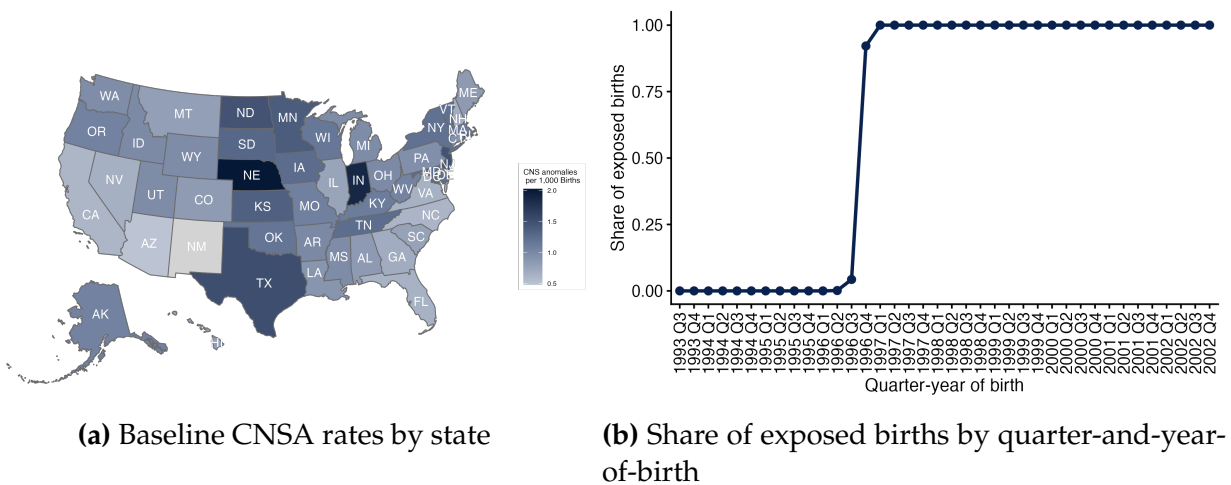 WA
OR
CA
NV
ID
MT
WY
UT
AZ
CO
NM
ND
SD
NE
KS
OK
TX
MN
IA
MO
AR
LA
WI
IL
MI
IN
OH
KY
TN
MS
AL
GA
FL
SC
NC
VA
WV
PA
NY
VT
NH
ME
MA
AK
HI
CNS anomalies
per 1,000 Births
2.0
1.5
1.0
0.5
(a) Baseline CNSA rates by state
Share of exposed births
1.00
0.75
0.50
0.25
0.00
1993 Q3
1993 Q4
1994 Q1
1994 Q2
1994 Q3
1994 Q4
1995 Q1
1995 Q2
1995 Q3
1995 Q4
1996 Q1
1996 Q2
1996 Q3
1996 Q4
1997 Q1
1997 Q2
1997 Q3
1997 Q4
1998 Q1
1998 Q2
1998 Q3
1998 Q4
1999 Q1
1999 Q2
1999 Q3
1999 Q4
2000 Q1
2000 Q2
2000 Q3
2000 Q4
2001 Q1
2001 Q2
2001 Q3
2001 Q4
2002 Q1
2002 Q2
2002 Q3
2002 Q4
Quarter-year of birth
(b) Share of exposed births by quarter-and-year-
of-birth